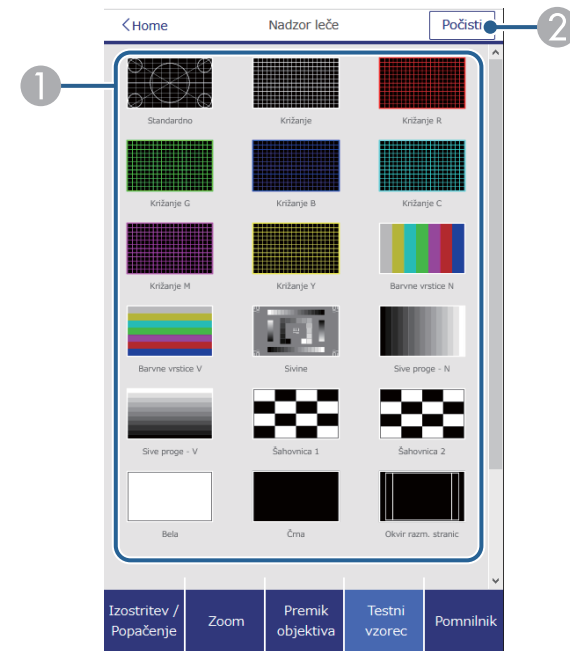 Home
Nadzor leče
Počisti
2
1
Standardno
Križanje
Križanje R
Križanje G
Križanje B
Križanje C
Križanje M
Križanje Y
Barvne vrstice N
Barvne vrstice V
Sivine
Sive proge - N
Sive proge - V
Šahovnica 1
Šahovnica 2
Bela
Črna
Okvir razm. stranic
Izostritev /
Popačenje
Zoom
Premik
objektiva
Testni
vzorec
Pomnilnik